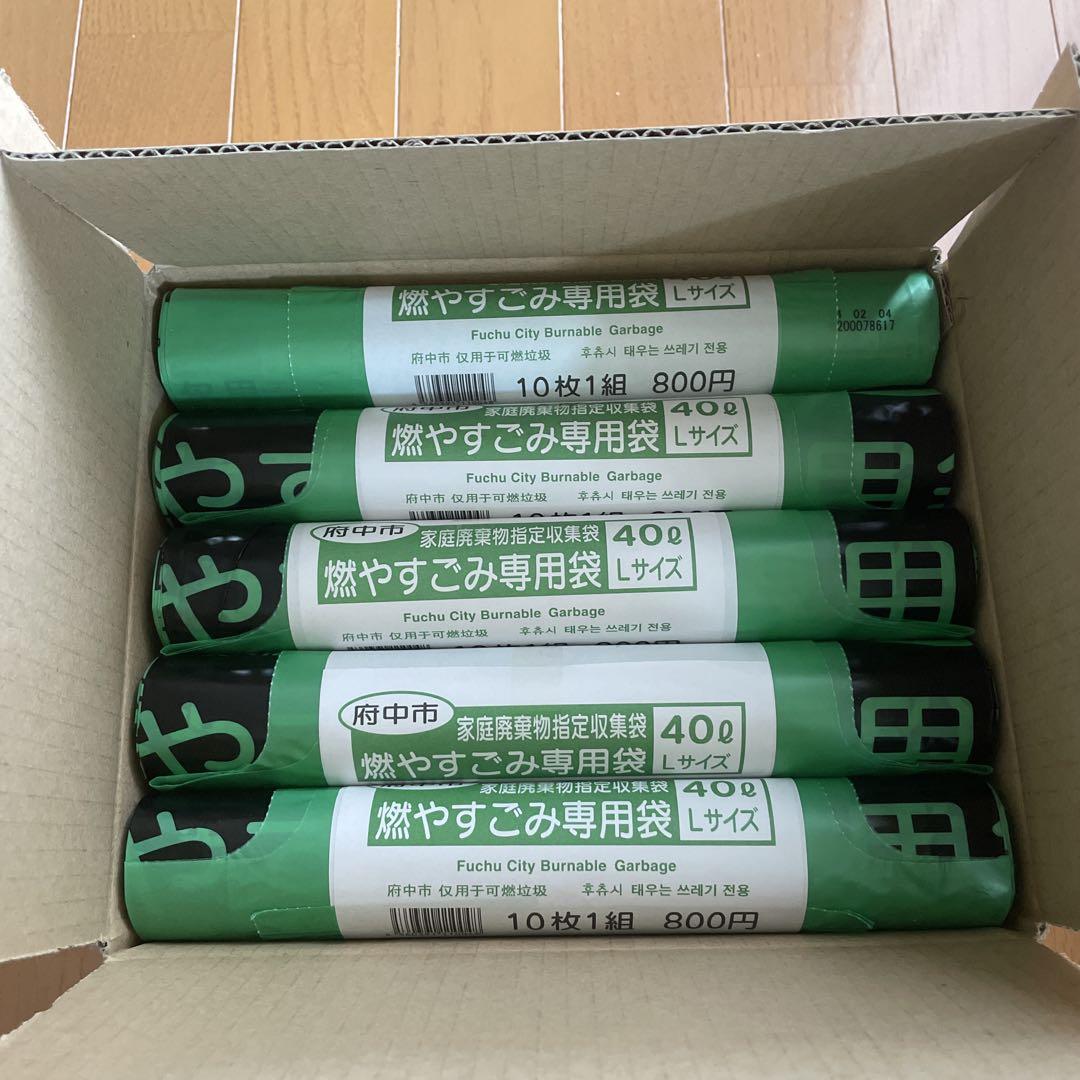 燃やすごみ専用袋 Lサイズ
Fuchu City Burnable Garbage
府中市 仅用于可燃垃圾 후츄시 태우는 쓰레기 전용
10枚1組 800円
02 04
200078617
府中市 家庭廃棄物指定収集袋 40ℓ
燃やすごみ専用袋 Lサイズ
Fuchu City Burnable Garbage
府中市 仅用于可燃垃圾 후츄시 태우는 쓰레기 전용
や
用
府中市 家庭廃棄物指定収集袋 40ℓ
燃やすごみ専用袋 Lサイズ
Fuchu City Burnable Garbage
府中市 仅用于可燃垃圾 후츄시 태우는 쓰레기 전용
や
用
府中市 家庭廃棄物指定収集袋 40ℓ
燃やすごみ専用袋 Lサイズ
や
用
家庭廃棄物指定収集袋 40ℓ
燃やすごみ専用袋 Lサイズ
Fuchu City Burnable Garbage
府中市 仅用于可燃垃圾 후츄시 태우는 쓰레기 전용
10枚1組 800円
や
用